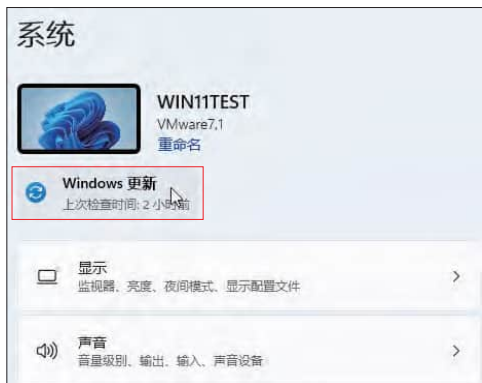 系统
WIN11TEST
VMware7,1
重命名
Windows 更新
上次检查时间: 2 小时前
显示
监视器、亮度、夜间模式、显示配置文件
声音
音量级别、输出、输入、声音设备